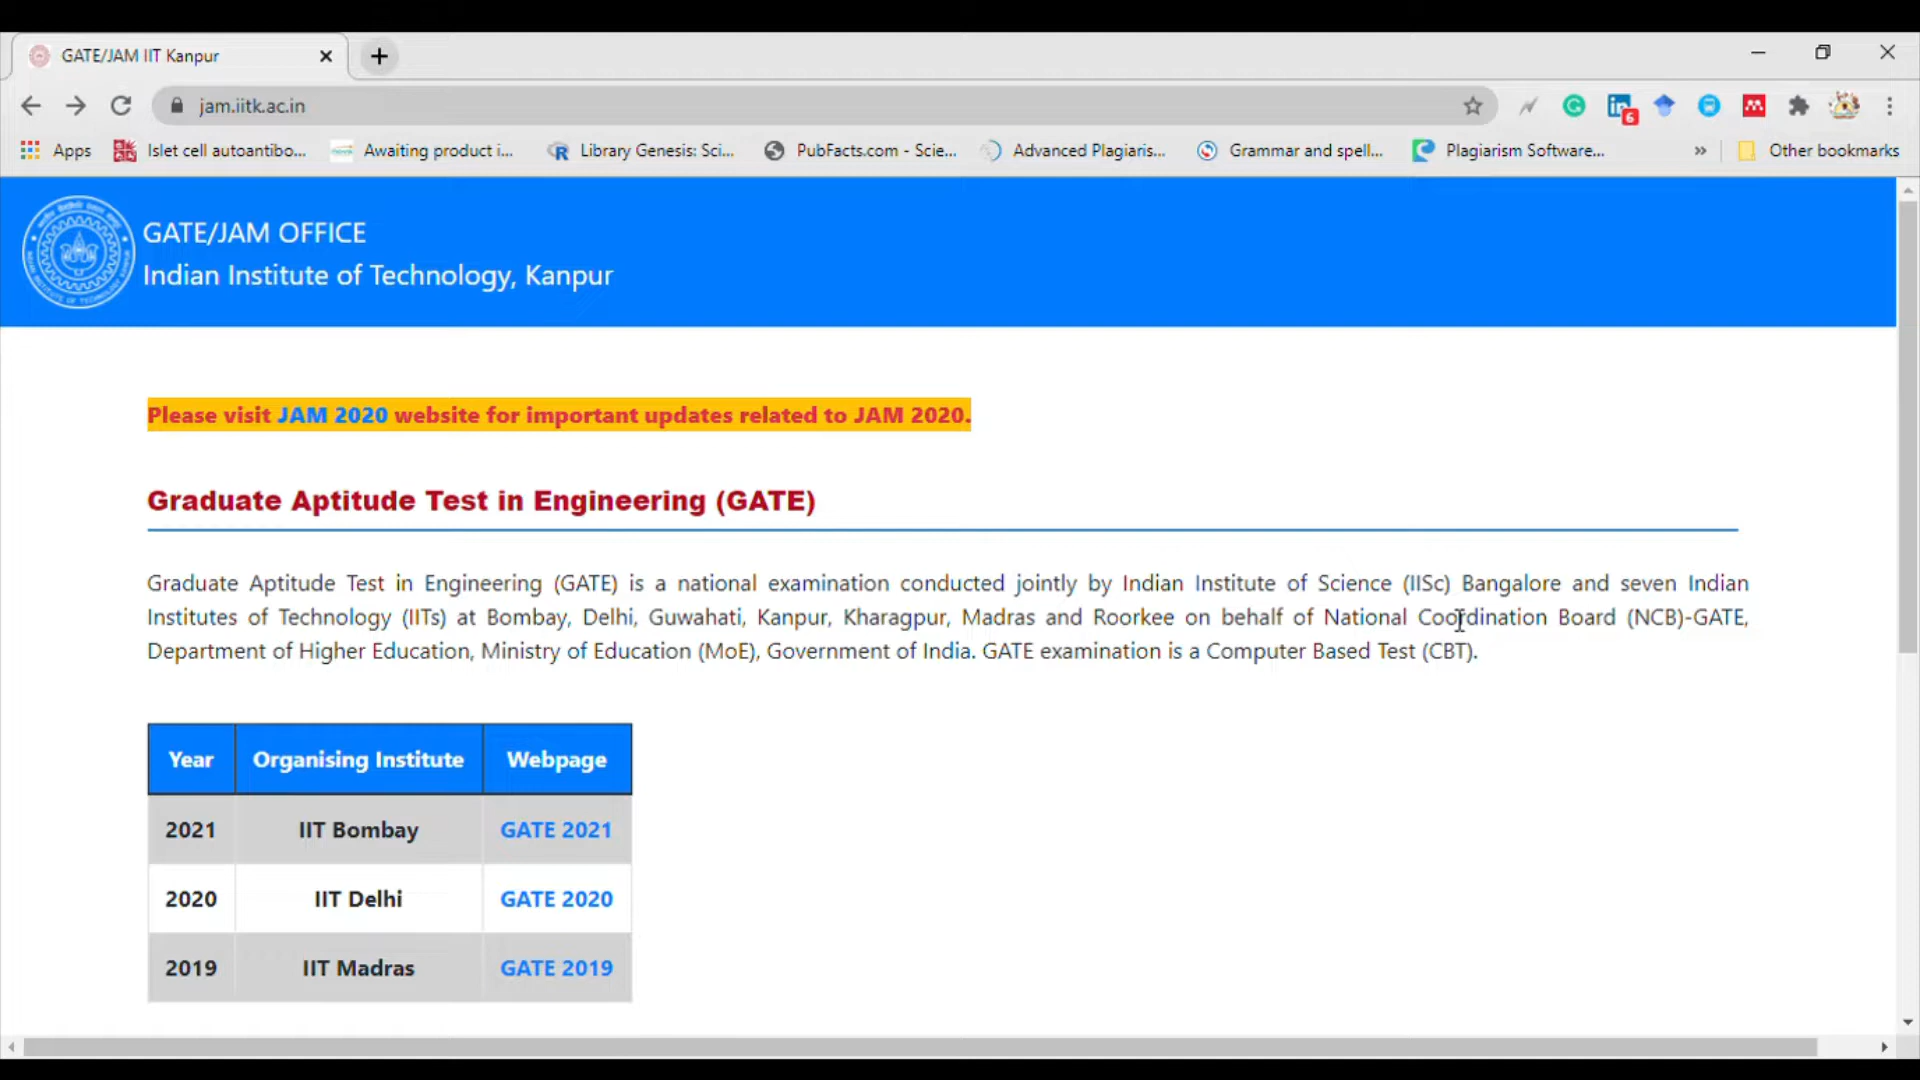 GATE/JAM IIT Kanpur
jam.iitk.ac.in
6
Apps Islet cell autoantibo... Awaiting product i... Library Genesis: Sci... PubFacts.com - Scie... Advanced Plagiaris... Grammar and spell... Plagiarism Software... » Other bookmarks
GATE/JAM OFFICE
Indian Institute of Technology, Kanpur
Please visit JAM 2020 website for important updates related to JAM 2020.
Graduate Aptitude Test in Engineering (GATE)
Graduate Aptitude Test in Engineering (GATE) is a national examination conducted jointly by Indian Institute of Science (IISc) Bangalore and seven Indian
Institutes of Technology (IITs) at Bombay, Delhi, Guwahati, Kanpur, Kharagpur, Madras and Roorkee on behalf of National Coordination Board (NCB)-GATE,
Department of Higher Education, Ministry of Education (MoE), Government of India. GATE examination is a Computer Based Test (CBT).
Year Organising Institute Webpage
2021 IIT Bombay GATE 2021
2020 IIT Delhi GATE 2020
2019 IIT Madras GATE 2019